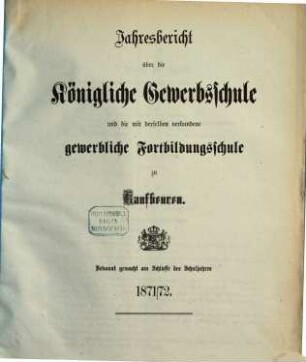 Jahresbericht
über die
Königliche Gewerbsschule
und die mit derselben verbundene
gewerbliche Fortbildungsschule
zu
Kaufbeuren.
Bekannt gemacht am Schlusse des Schuljahres
1871/72.